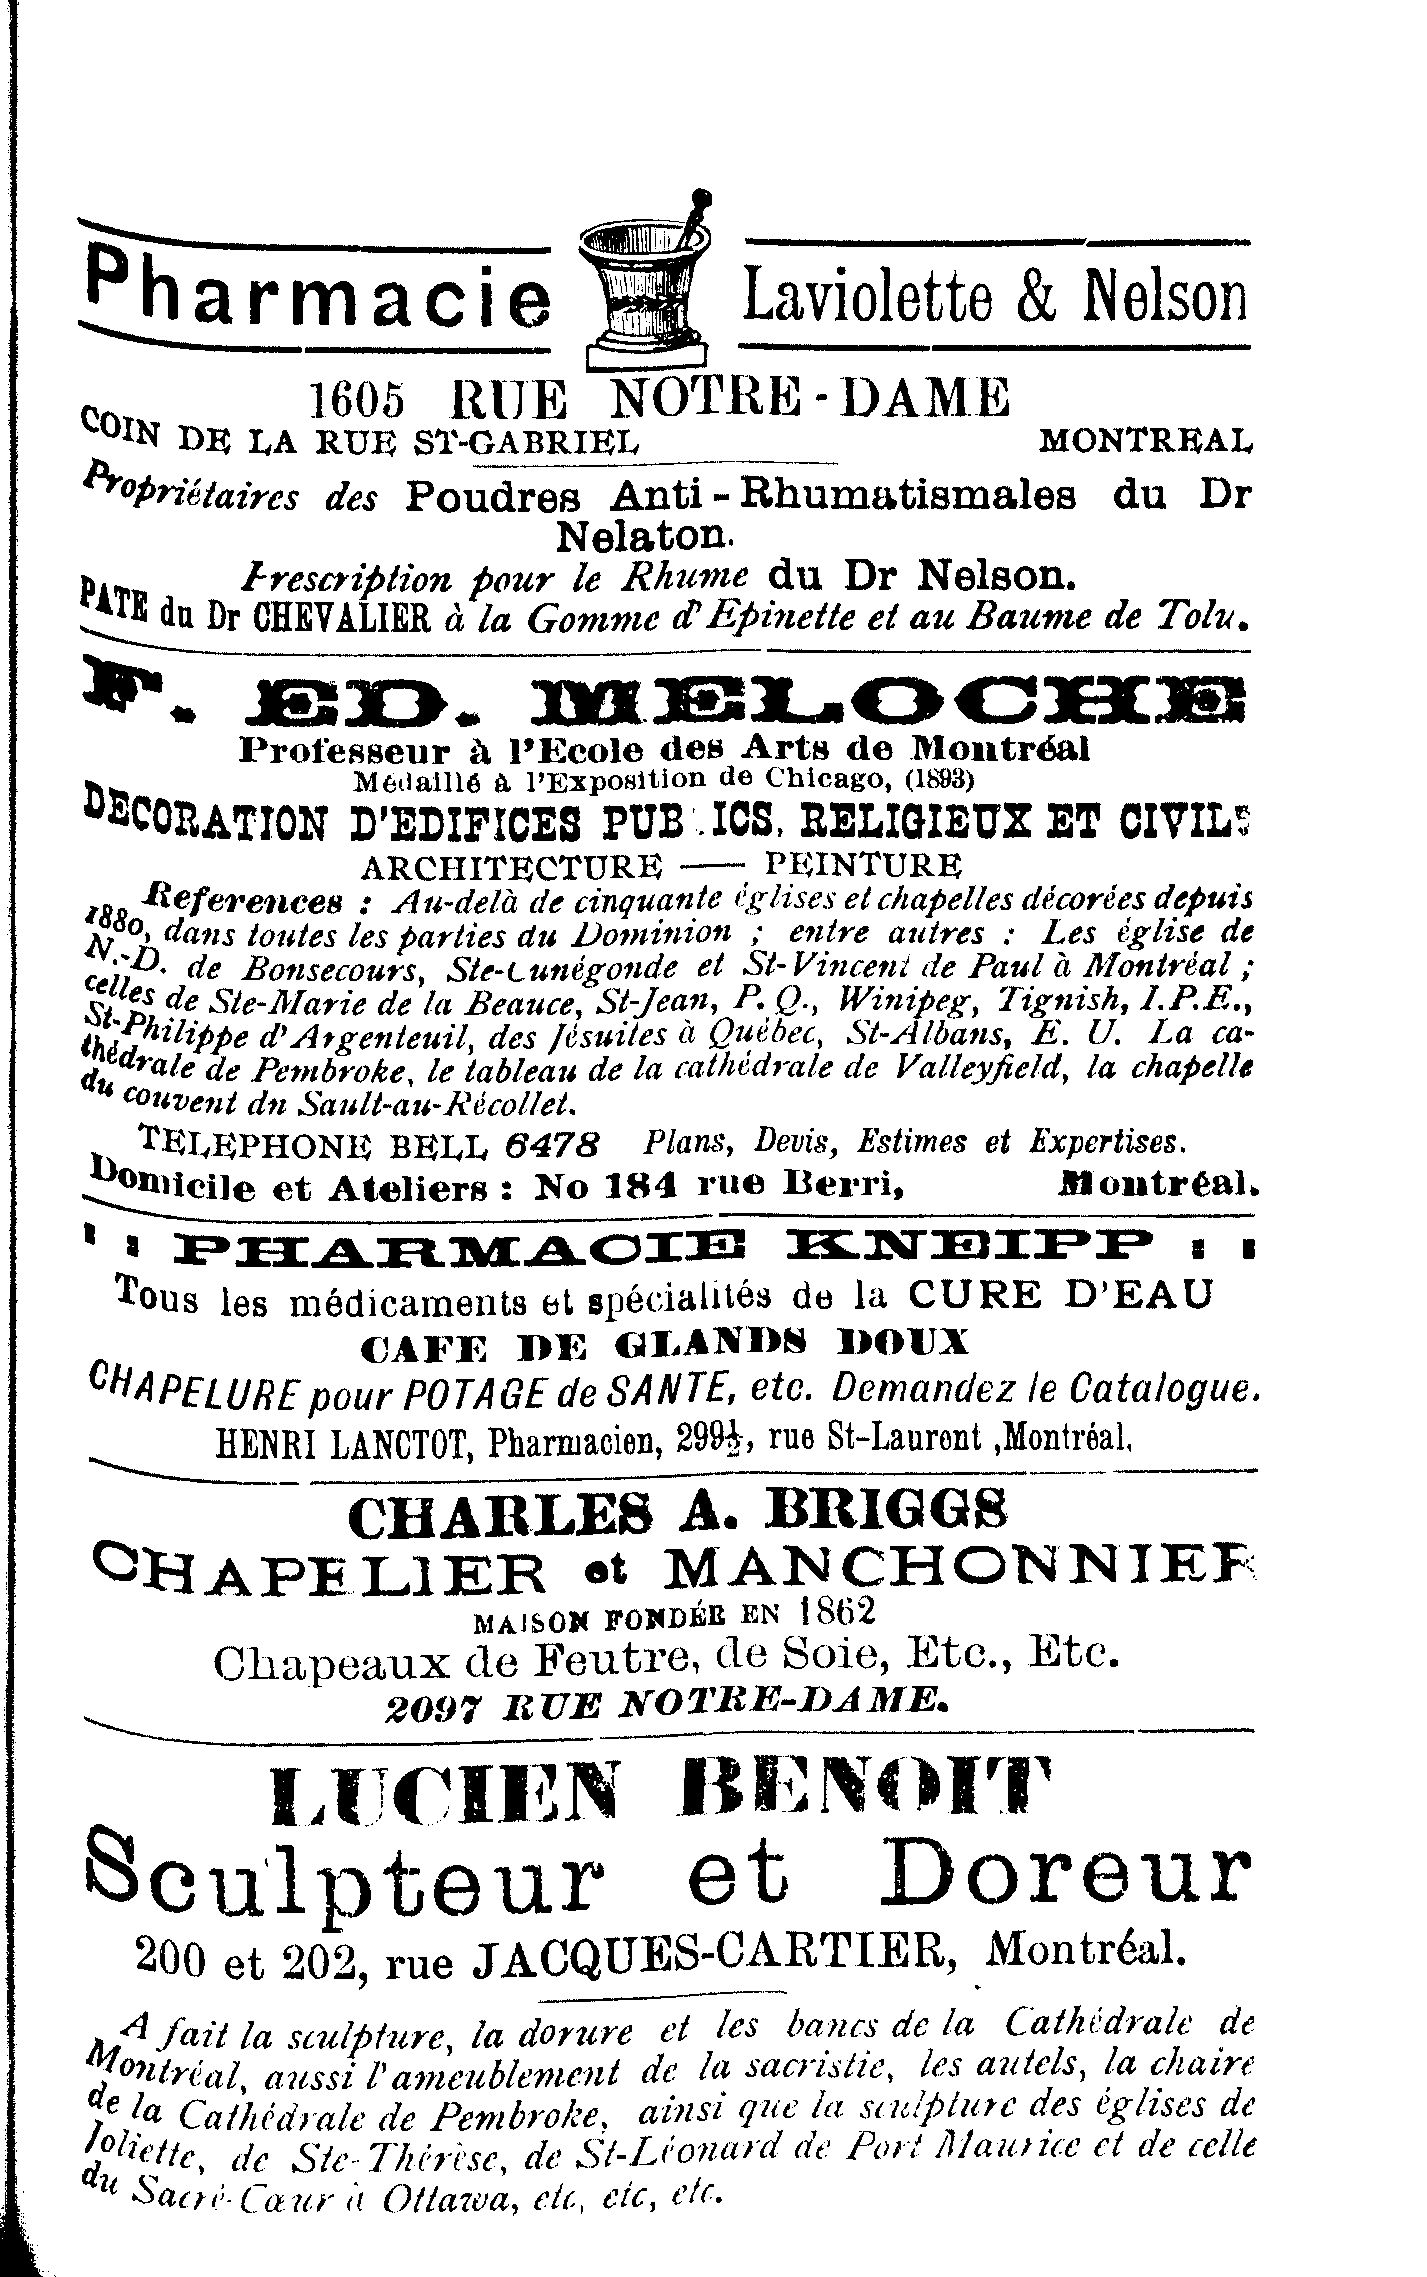 Pharmacie Laviolette & Nelson
1605 RUE NOTRE-DAME
COIN DE LA RUE ST-GABRIEL MONTREAL
Propriétaires des Poudres Anti-Rhumatismales du Dr
Nelaton.
Prescription pour le Rhume du Dr Nelson.
PATE du Dr CHEVALIER à la Gomme d'Epinette et au Baume de Tolu.
F. ED. MELOCHE
Professeur à l'Ecole des Arts de Montréal
Médaillé à l'Exposition de Chicago, (1893)
DECORATION D'EDIFICES PUBLICS, RELIGIEUX ET CIVILS
ARCHITECTURE — PEINTURE
References : Au-delà de cinquante églises et chapelles décorées depuis
1880, dans toutes les parties du Dominion ; entre autres : Les église de
N.-D. de Bonsecours, Ste-Cunégonde et St-Vincent de Paul à Montréal ;
celles de Ste-Marie de la Beauce, St-Jean, P. Q., Winipeg, Tignish, I.P.E.,
St-Philippe d'Argenteuil, des Jésuites à Québec, St-Albans, E. U. La ca-
thédrale de Pembroke, le tableau de la cathédrale de Valleyfield, la chapelle
du couvent dn Sault-au-Récollet.
TELEPHONE BELL 6478 Plans, Devis, Estimes et Expertises.
Domicile et Ateliers : No 184 rue Berri, Montréal.
: : PHARMACIE KNEIPP : :
Tous les médicaments et spécialités de la CURE D'EAU
CAFE DE GLANDS DOUX
CHAPELURE pour POTAGE de SANTE, etc. Demandez le Catalogue.
HENRI LANCTOT, Pharmacien, 299½, rue St-Laurent ,Montréal.
CHARLES A. BRIGGS
CHAPELIER et MANCHONNIER
MAISON FONDÉE EN 1862
Chapeaux de Feutre, de Soie, Etc., Etc.
2097 RUE NOTRE-DAME.
LUCIEN BENOIT
Sculpteur et Doreur
200 et 202, rue JACQUES-CARTIER, Montréal.
A fait la sculpture, la dorure et les bancs de la Cathédrale de
Montréal, aussi l'ameublement de la sacristie, les autels, la chaire
de la Cathédrale de Pembroke, ainsi que la sculpture des églises de
Joliette, de Ste-Thérèse, de St-Léonard de Port Maurice et de celle
du Sacré-Cœur à Ottawa, etc, etc, etc.